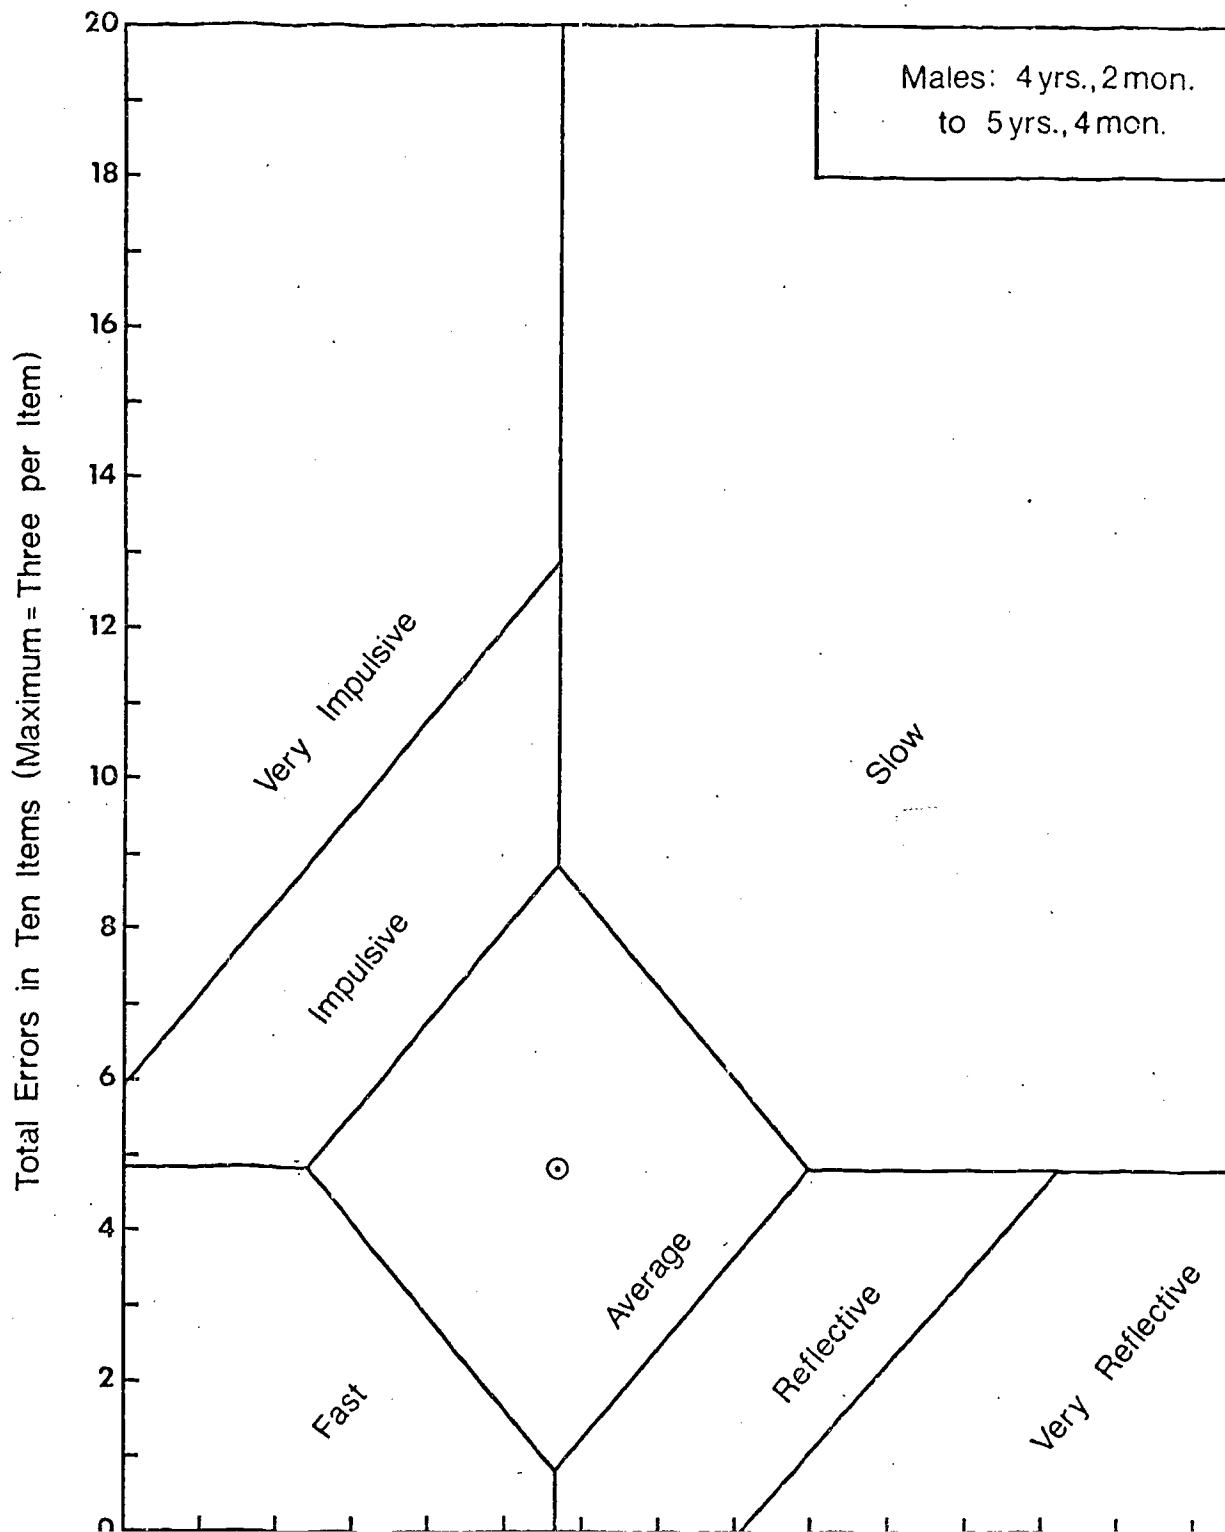 20
Males: 4 yrs., 2 mon.
to 5 yrs., 4 mon.
18
16
14
12
10
8
6
4
2
0
Total Errors in Ten Items (Maximum = Three per Item)
Very Impulsive
Impulsive
Slow
Average
Reflective
Very Reflective
Fast